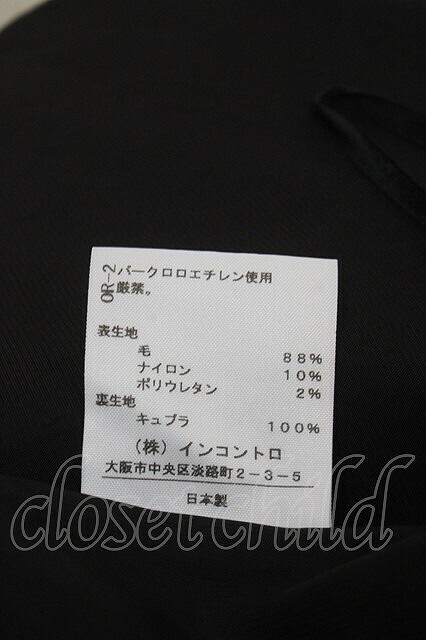 OR-2
パークロロエチレン使用
厳禁。
表生地
毛 88%
ナイロン 10%
ポリウレタン 2%
裏生地
キュプラ 100%
(株) インコントロ
大阪市中央区淡路町2-3-5
日本製
closet child